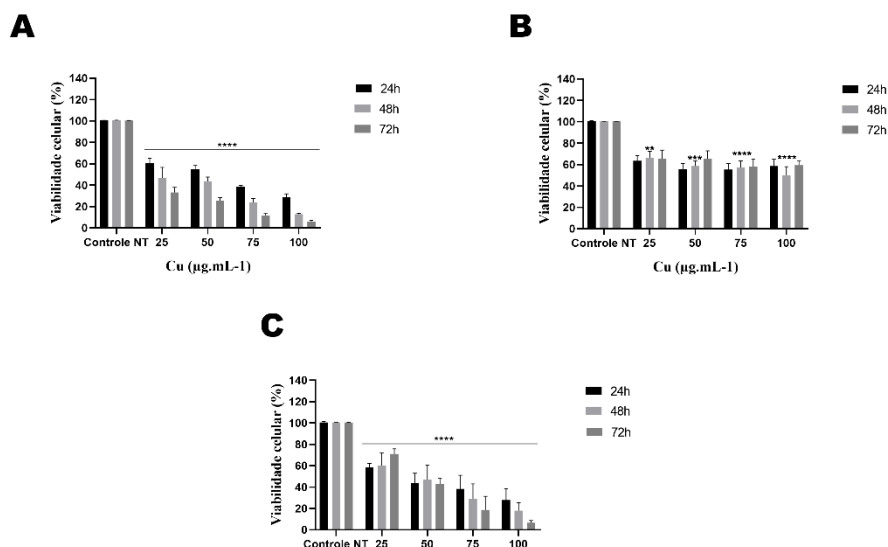 A
140
120
100
80
60
40
20
0
Viabilidade celular (%)
****
24h
48h
72h
Controle NT 25 50 75 100
Cu (µg.mL-1)
B
140
120
100
80
60
40
20
0
Viabilidade celular (%)
** *** **** ****
24h
48h
72h
Controle NT 25 50 75 100
Cu (µg.mL-1)
C
140
120
100
80
60
40
20
0
Viabilidade celular (%)
****
24h
48h
72h
Controle NT 25 50 75 100